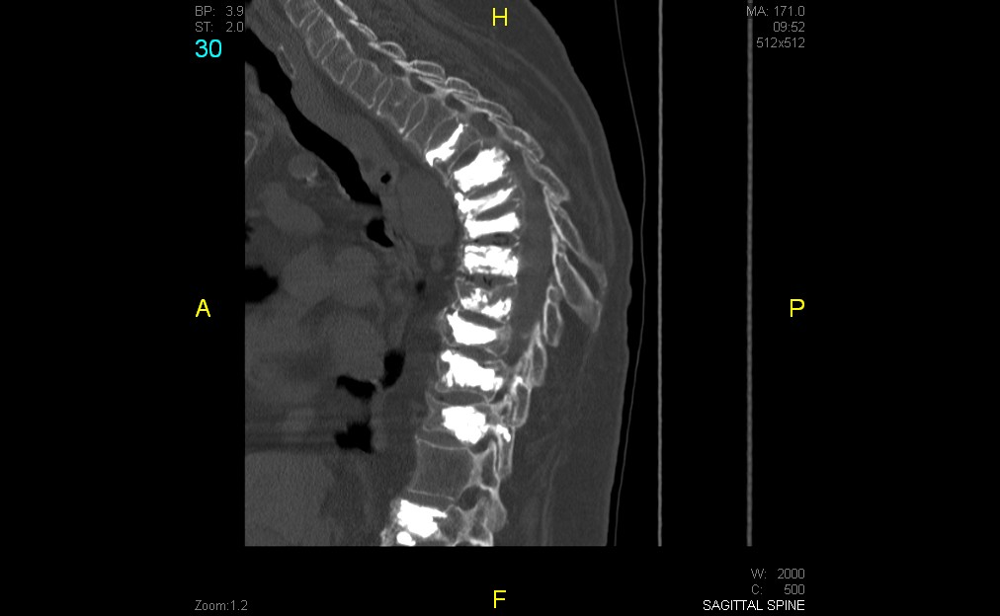 BP: 3.9
ST: 2.0
30
H
MA: 171.0
09:52
512x512
A
P
W: 2000
C: 500
Zoom:1.2
F
SAGITTAL SPINE